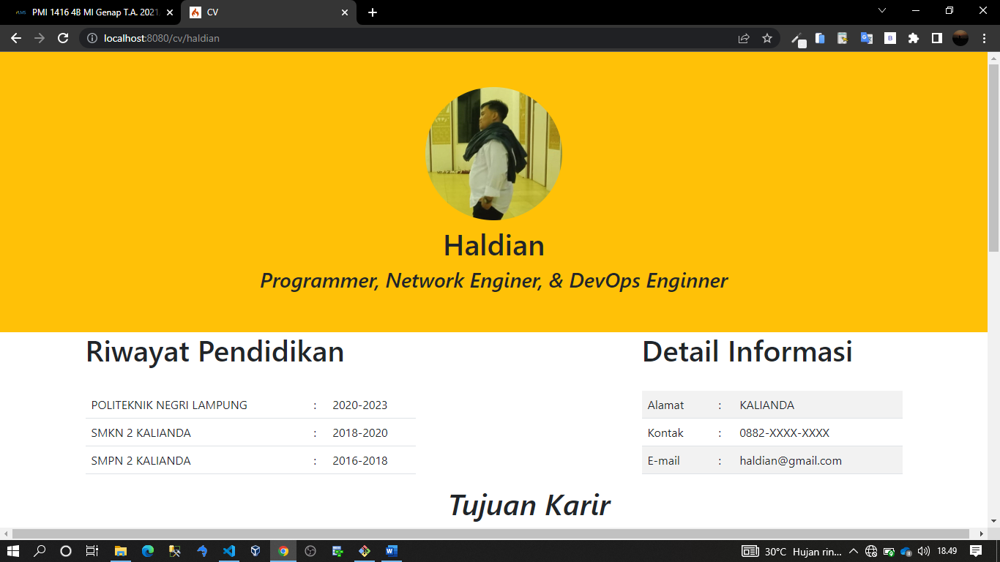 LMS PMI 1416 4B MI Genap T.A. 2021
CV
localhost:8080/cv/haldian
B
Haldian
Programmer, Network Enginer, & DevOps Enginner
Riwayat Pendidikan
POLITEKNIK NEGRI LAMPUNG : 2020-2023
SMKN 2 KALIANDA : 2018-2020
SMPN 2 KALIANDA : 2016-2018
Detail Informasi
Alamat : KALIANDA
Kontak : 0882-XXXX-XXXX
E-mail : haldian@gmail.com
Tujuan Karir
30°C Hujan rin... 18.49